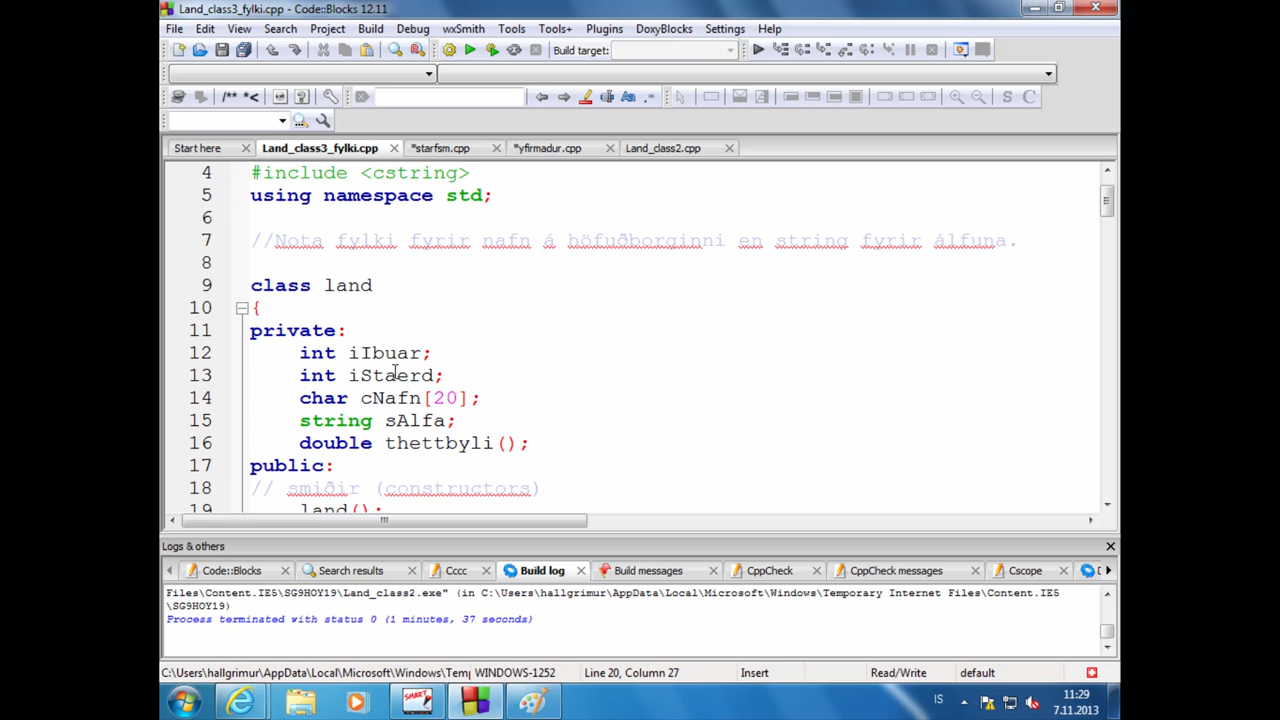 Land_class3_fylki.cpp - Code::Blocks 12.11
File Edit View Search Project Build Debug wxSmith Tools Tools+ Plugins DoxyBlocks Settings Help
Build target:
/** *<
Aa .* S C
Start here Land_class3_fylki.cpp *starfsm.cpp *yfirmadur.cpp Land_class2.cpp
4 #include <cstring>
5 using namespace std;
6
7 //Nota fylki fyrir nafn á höfuðborginni en string fyrir álfuna.
8
9 class land
10 {
11 private:
12 int iIbuar;
13 int iStaerd;
14 char cNafn[20];
15 string sAlfa;
16 double thettbyli();
17 public:
18 // smiðir (constructors)
19 land();
Logs & others
Code::Blocks Search results Cccc Build log Build messages CppCheck CppCheck messages Cscope D
Files\Content.IE5\SG9HOY19\Land_class2.exe" (in C:\Users\hallgrimur\AppData\Local\Microsoft\Windows\Temporary Internet Files\Content.IE5
\SG9HOY19)
Process terminated with status 0 (1 minutes, 37 seconds)
C:\Users\hallgrimur\AppData\Local\Microsoft\Windows\Temp WINDOWS-1252 Line 20, Column 27 Insert Read/Write default
SMART IS 11:29
7.11.2013